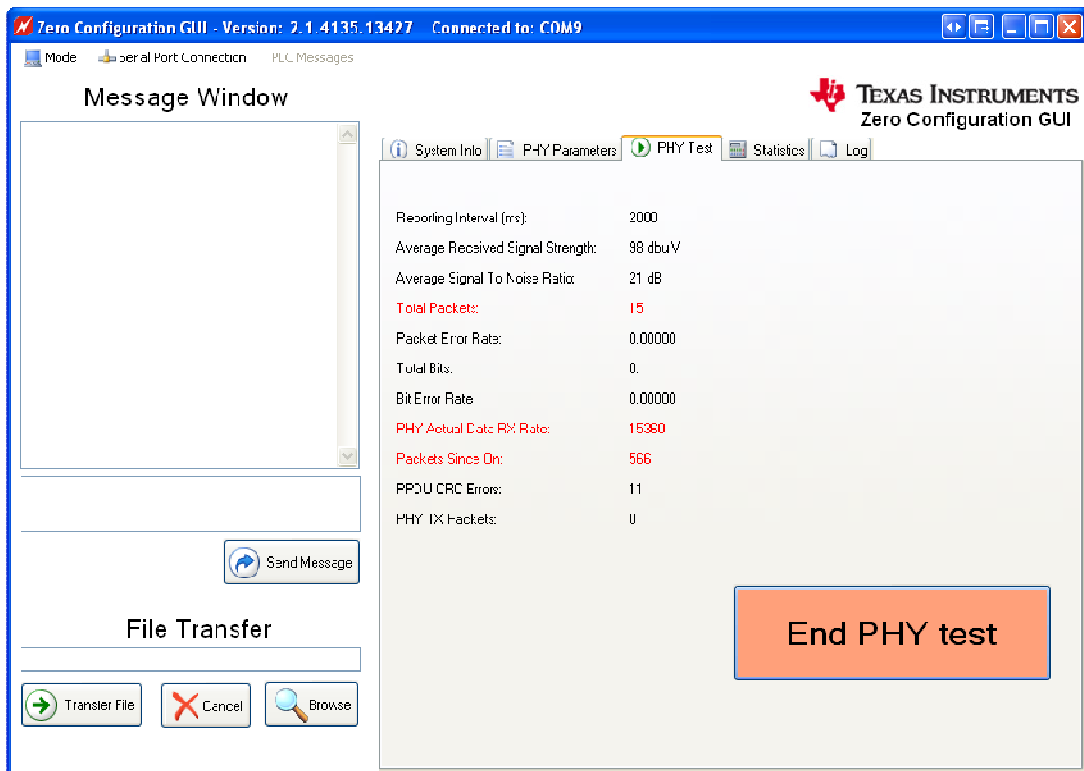 Zero Configuration GUI - Version: 2.1.4135.13427 Connected to: COM9
Mode Serial Port Connection PLC Messages
Message Window
TEXAS INSTRUMENTS
Zero Configuration GUI
System Info PHY Parameters PHY Test Statistics Log
Reporting Interval (ms): 2000
Average Received Signal Strength: 98 dbuV
Average Signal To Noise Ratio: 21 dB
Total Packets: 15
Packet Error Rate: 0.00000
Total Bits: 0.
Bit Error Rate 0.00000
PHY Actual Data RX Rate: 15360
Packets Since On: 566
PPDU CRC Errors: 11
PHY TX Packets: 0
Send Message
File Transfer
End PHY test
Transfer File Cancel Browse